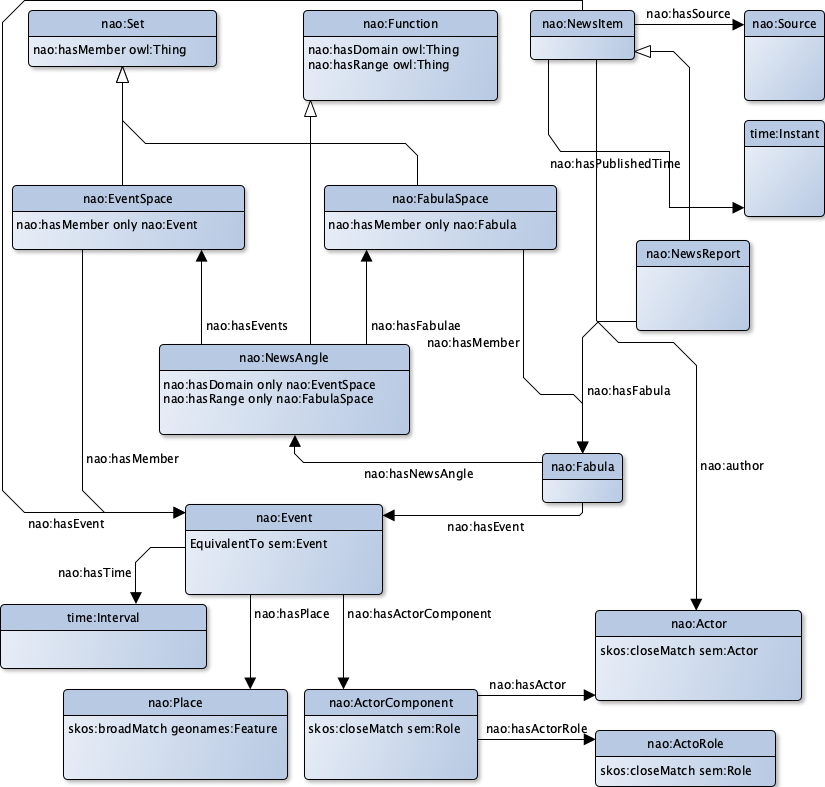 nao:Set
nao:hasMember owl:Thing
nao:Function
nao:hasDomain owl:Thing
nao:hasRange owl:Thing
nao:NewsItem
nao:hasSource
nao:Source
time:Instant
nao:hasPublishedTime
nao:EventSpace
nao:hasMember only nao:Event
nao:FabulaSpace
nao:hasMember only nao:Fabula
nao:NewsReport
nao:hasEvents
nao:hasFabulae
nao:hasMember
nao:NewsAngle
nao:hasDomain only nao:EventSpace
nao:hasRange only nao:FabulaSpace
nao:hasFabula
nao:hasMember
nao:hasNewsAngle
nao:Fabula
nao:author
nao:hasEvent
nao:Event
EquivalentTo sem:Event
nao:hasEvent
nao:hasTime
time:Interval
nao:hasPlace
nao:hasActorComponent
nao:Actor
skos:closeMatch sem:Actor
nao:Place
skos:broadMatch geonames:Feature
nao:ActorComponent
skos:closeMatch sem:Role
nao:hasActor
nao:hasActorRole
nao:ActoRole
skos:closeMatch sem:Role